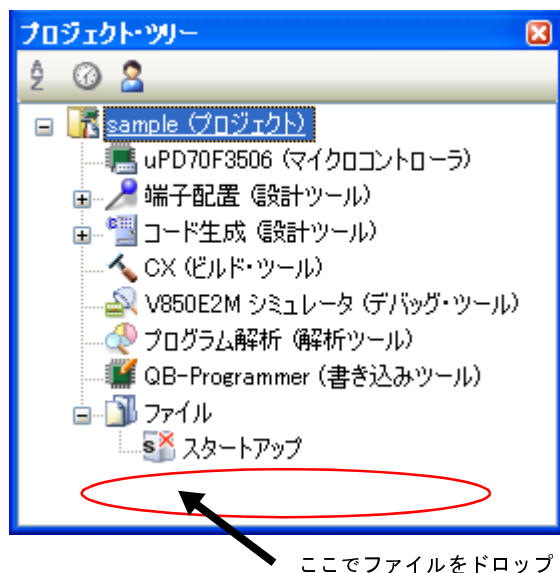 プロジェクト・ツリー
sample (プロジェクト)
uPD70F3506 (マイクロコントローラ)
端子配置 (設計ツール)
コード生成 (設計ツール)
CX (ビルド・ツール)
V850E2M シミュレータ (デバッグ・ツール)
プログラム解析 (解析ツール)
QB-Programmer (書き込みツール)
ファイル
スタートアップ
ここでファイルをドロップ